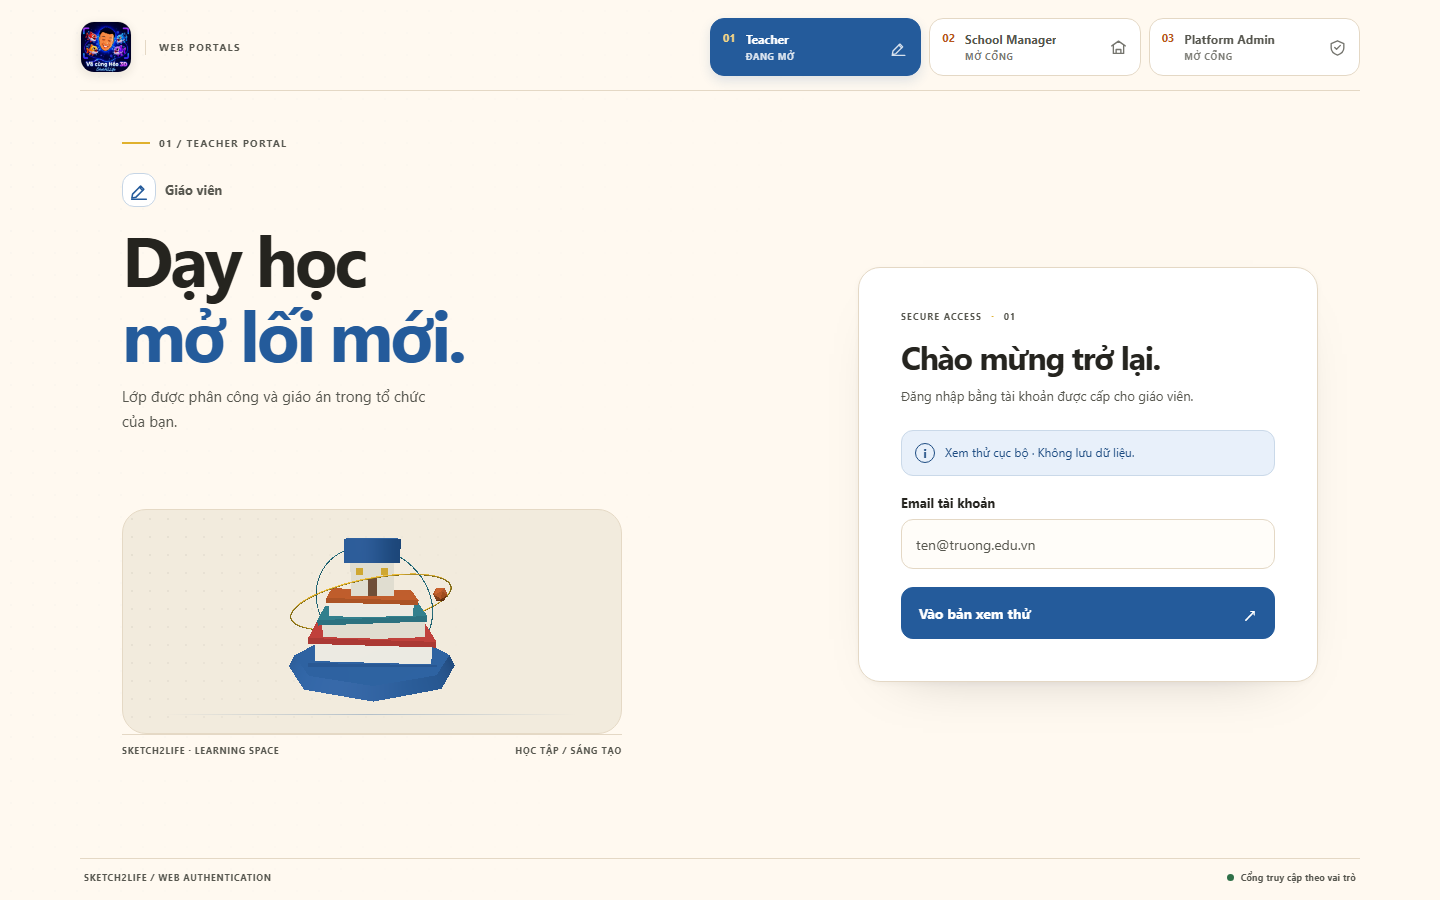 Vẽ cùng Hòa 3D
WEB PORTALS
01 Teacher
ĐANG MỞ
02 School Manager
MỞ CỔNG
03 Platform Admin
MỞ CỔNG
01 / TEACHER PORTAL
Giáo viên
Dạy học
mở lối mới.
Lớp được phân công và giáo án trong tổ chức
của bạn.
SKETCH2LIFE · LEARNING SPACE
HỌC TẬP / SÁNG TẠO
SECURE ACCESS - 01
Chào mừng trở lại.
Đăng nhập bằng tài khoản được cấp cho giáo viên.
Xem thử cục bộ · Không lưu dữ liệu.
Email tài khoản
ten@truong.edu.vn
Vào bản xem thử ↗
SKETCH2LIFE / WEB AUTHENTICATION
Cổng truy cập theo vai trò